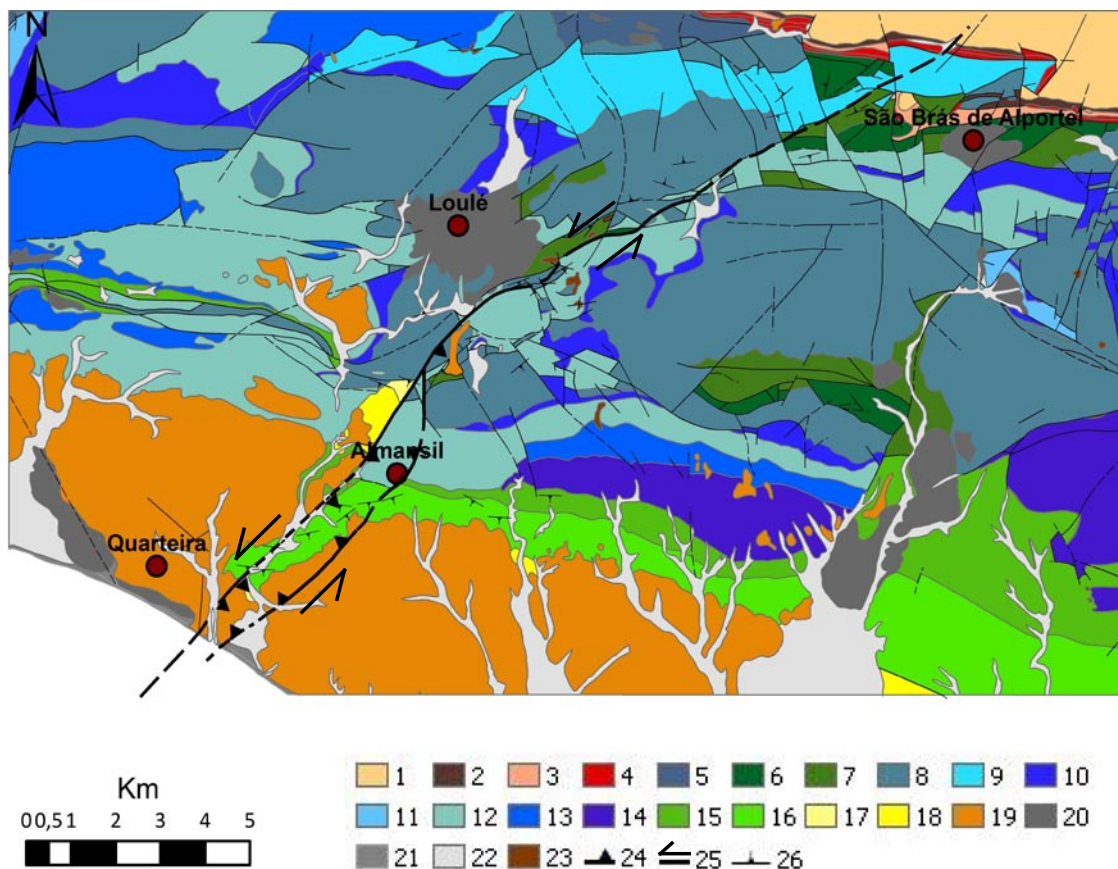 N
São Brás de Alportel
Loulé
Almansil
Quarteira
Km
0 0,5 1 2 3 4 5
1 2 3 4 5 6 7 8 9 10
11 12 13 14 15 16 17 18 19 20
21 22 23 24 25 26